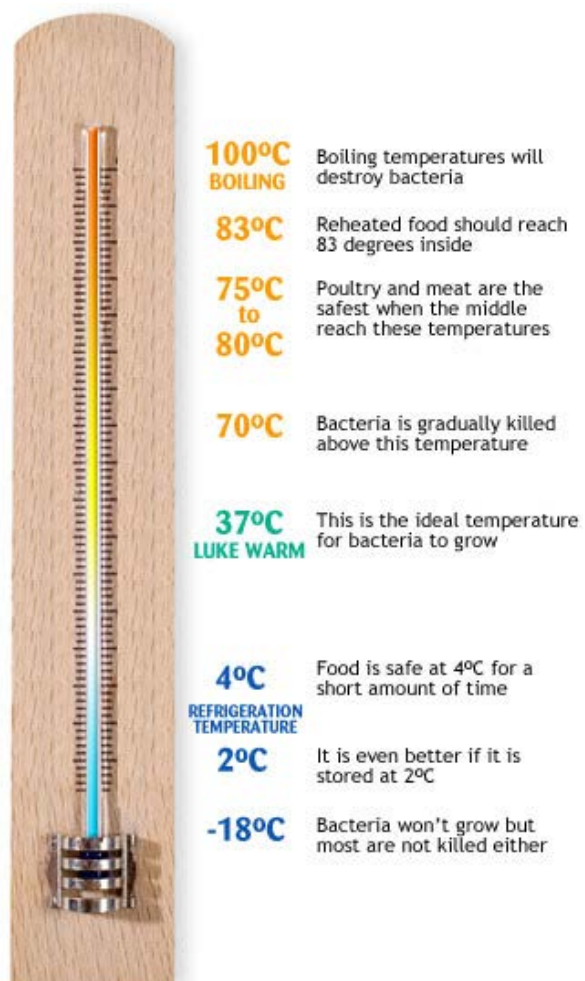 100ºC
BOILING
Boiling temperatures will
destroy bacteria
83ºC
Reheated food should reach
83 degrees inside
75ºC
to
80ºC
Poultry and meat are the
safest when the middle
reach these temperatures
70ºC
Bacteria is gradually killed
above this temperature
37ºC
LUKE WARM
This is the ideal temperature
for bacteria to grow
4ºC
REFRIGERATION
TEMPERATURE
Food is safe at 4ºC for a
short amount of time
2ºC
It is even better if it is
stored at 2ºC
-18ºC
Bacteria won't grow but
most are not killed either